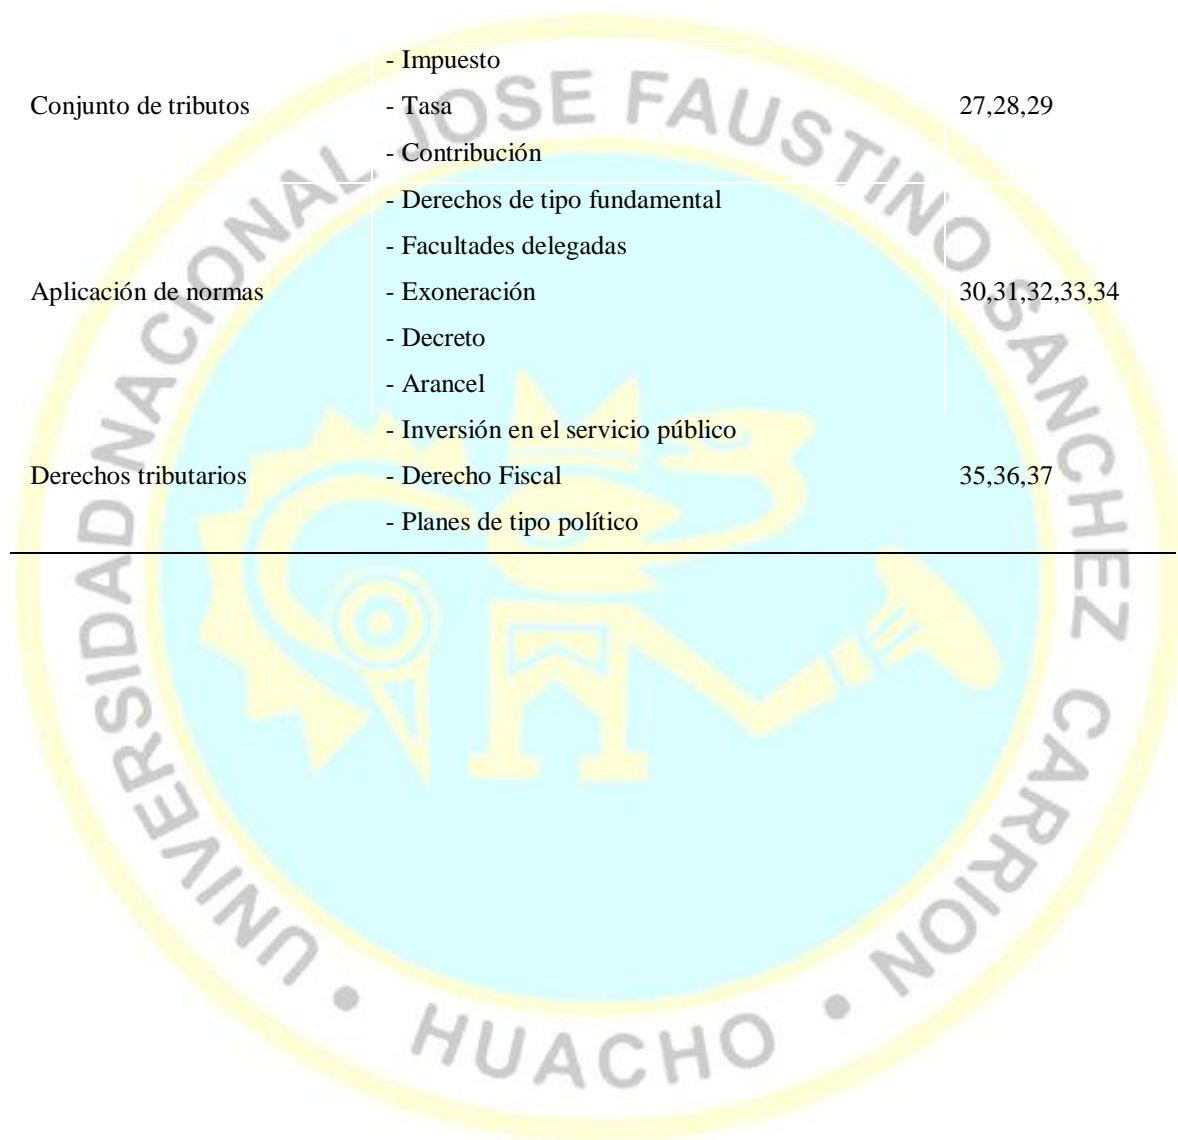 - Impuesto
Conjunto de tributos - Tasa 27,28,29
- Contribución
- Derechos de tipo fundamental
- Facultades delegadas
Aplicación de normas - Exoneración 30,31,32,33,34
- Decreto
- Arancel
- Inversión en el servicio público
Derechos tributarios - Derecho Fiscal 35,36,37
- Planes de tipo político
UNIVERSIDAD NACIONAL JOSE FAUSTINO SANCHEZ CARRION • HUACHO •